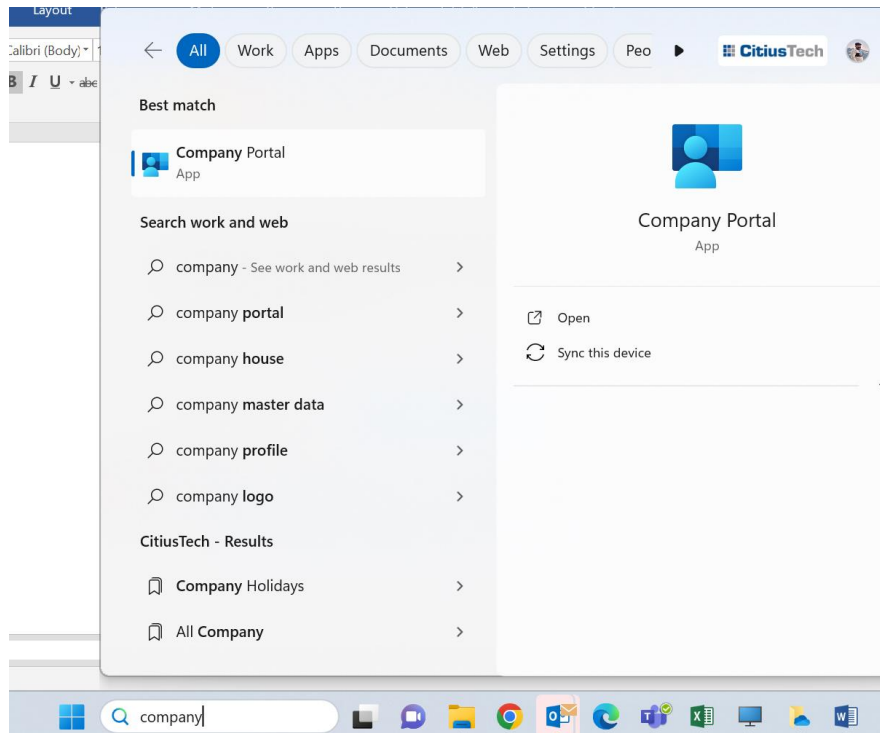 Layout
Calibri (Body)
B I U abc
All Work Apps Documents Web Settings Peo
CitiusTech
Best match
Company Portal
App
Search work and web
company - See work and web results
company portal
company house
company master data
company profile
company logo
CitiusTech - Results
Company Holidays
All Company
Company Portal
App
Open
Sync this device
company